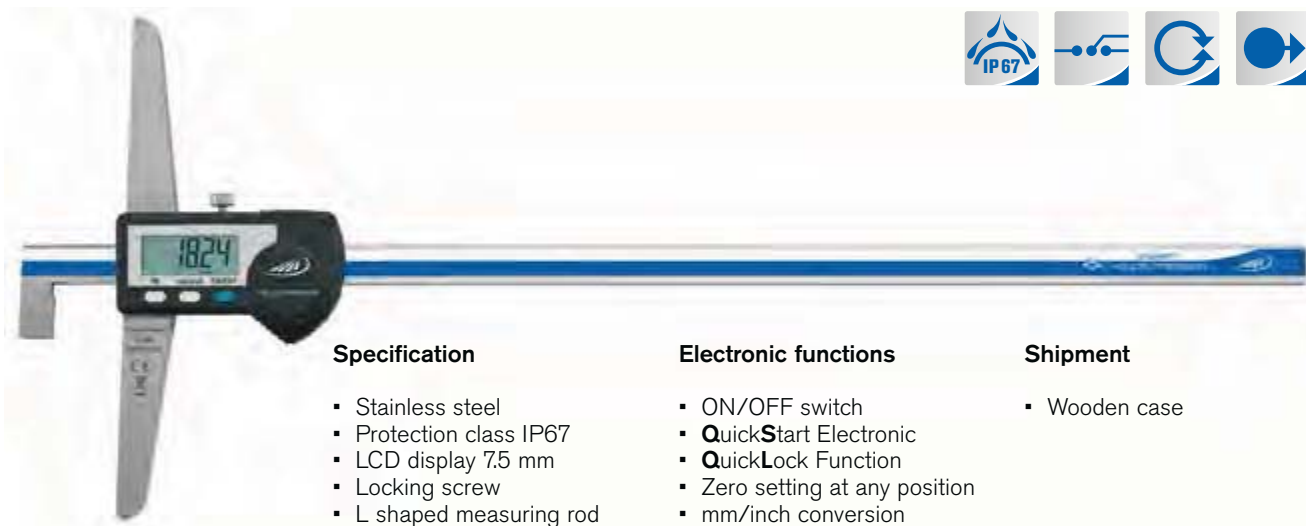 IP 67
18.24
Specification
▪ Stainless steel
▪ Protection class IP67
▪ LCD display 7.5 mm
▪ Locking screw
▪ L shaped measuring rod
Electronic functions
▪ ON/OFF switch
▪ QuickStart Electronic
▪ QuickLock Function
▪ Zero setting at any position
▪ mm/inch conversion
Shipment
▪ Wooden case